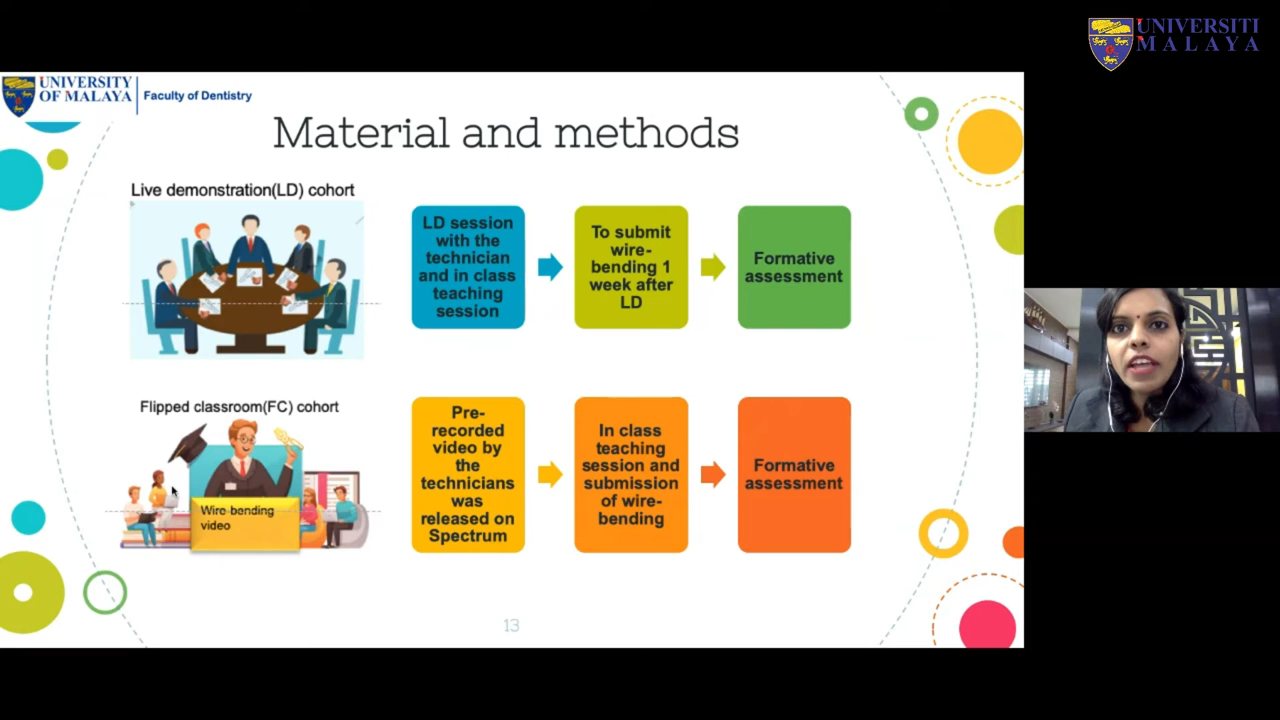 UNIVERSITI
MALAYA
UNIVERSITY
OF MALAYA
Faculty of Dentistry
Material and methods
Live demonstration(LD) cohort
LD session
with the
technician
and in class
teaching
session
To submit
wire-
bending 1
week after
LD
Formative
assessment
Flipped classroom(FC) cohort
Wire bending
video
Pre-
recorded
video by
the
technicians
was
released on
Spectrum
In class
teaching
session and
submission
of wire-
bending
Formative
assessment
13